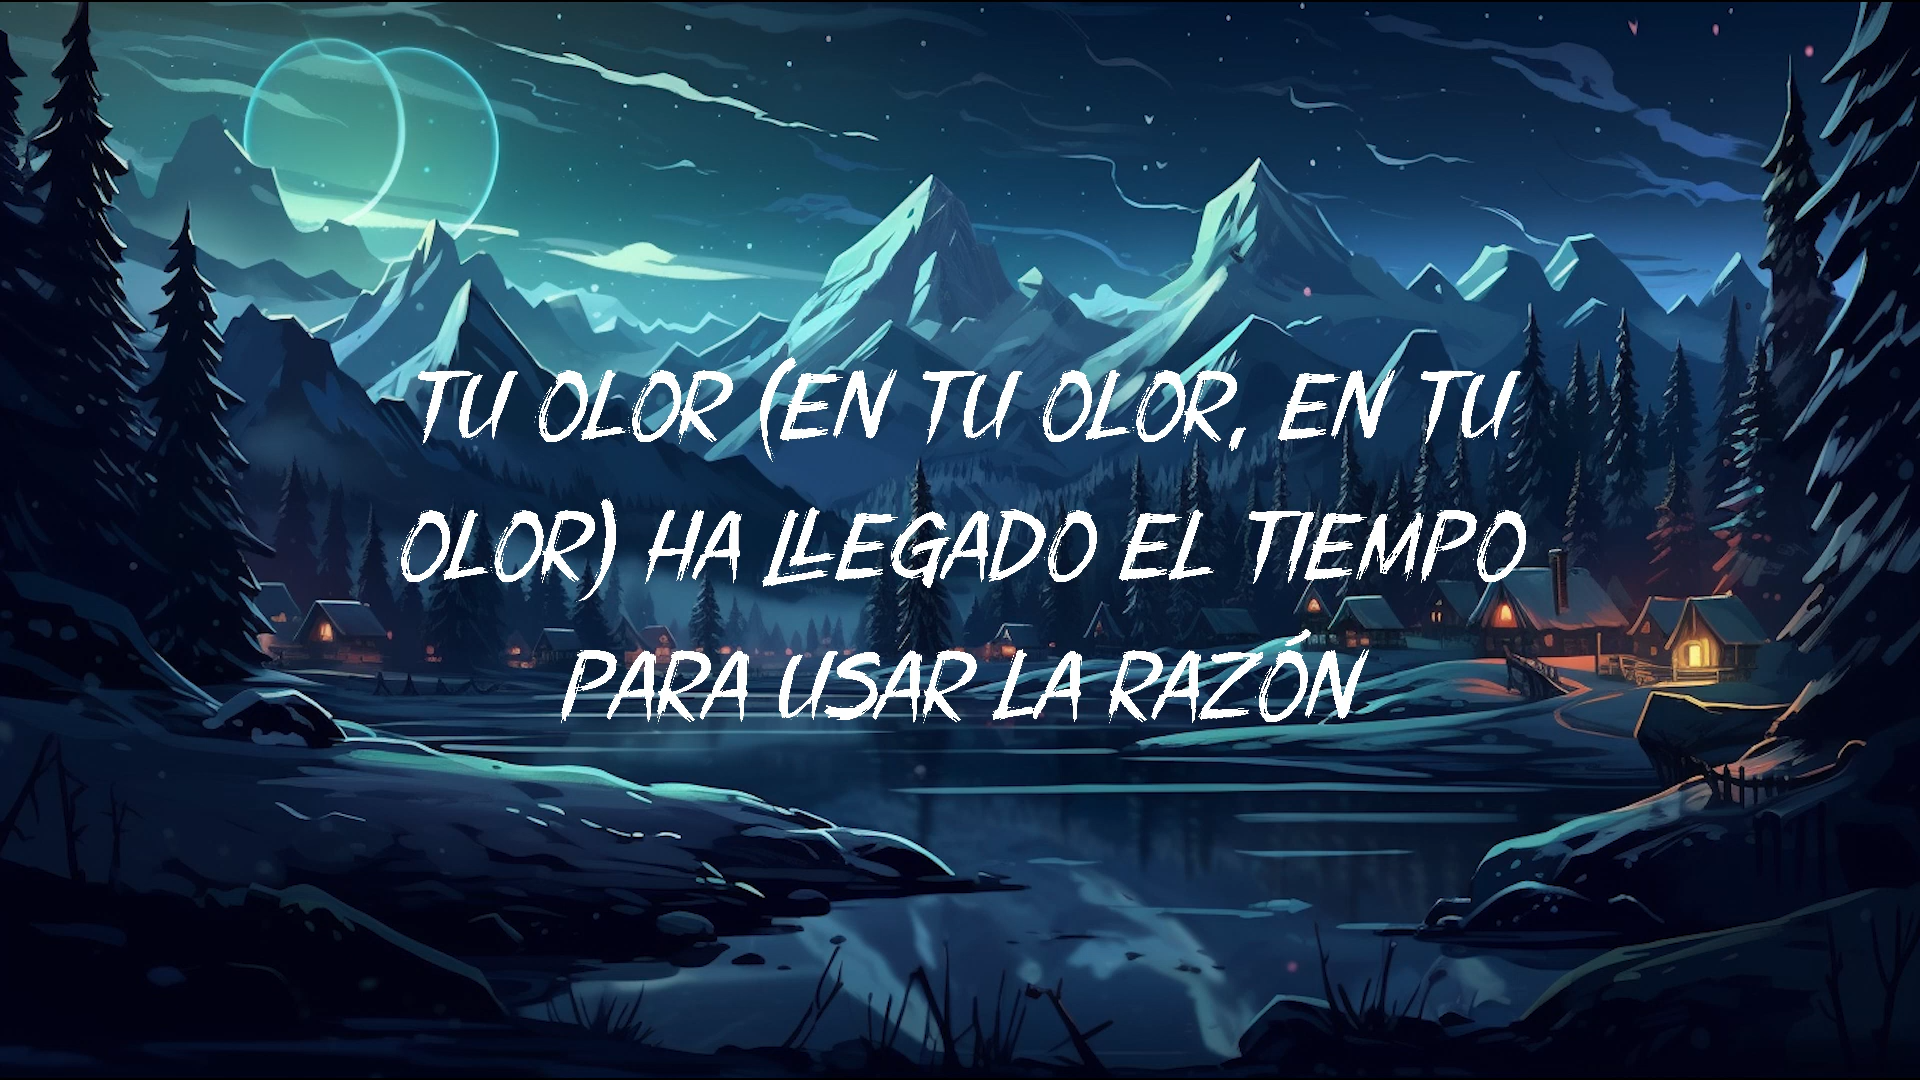 TU OLOR (EN TU OLOR, EN TU
OLOR) HA LLEGADO EL TIEMPO
PARA USAR LA RAZÓN